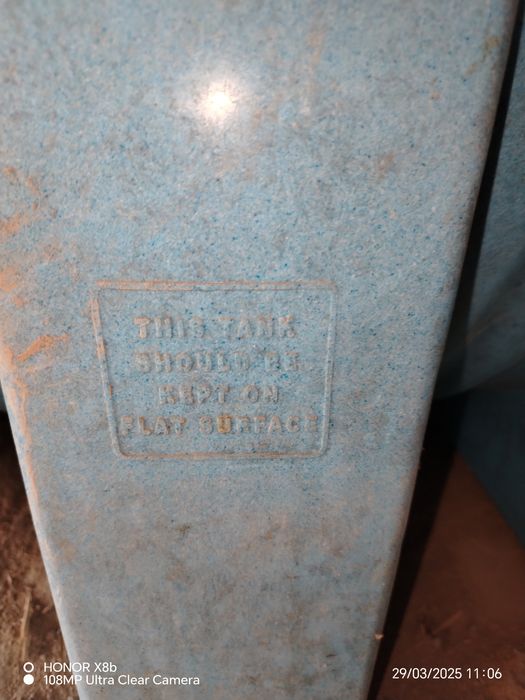 THIS TANK
SHOULD BE
KEPT ON
FLAT SURFACE
HONOR X8b
108MP Ultra Clear Camera
29/03/2025 11:06